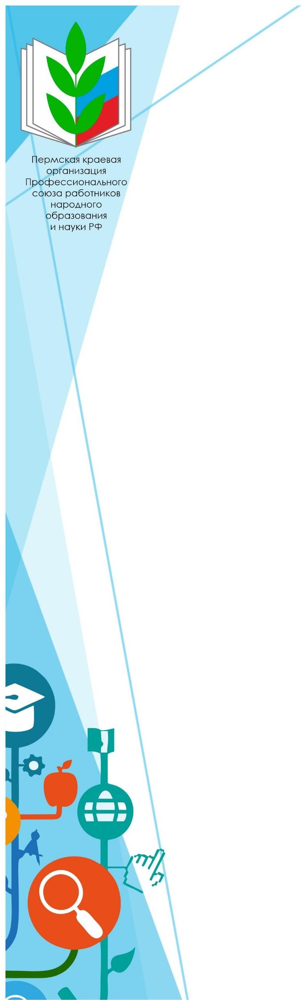 Пермская краевая
организация
Профессионального
союза работников
народного
образования
и науки РФ